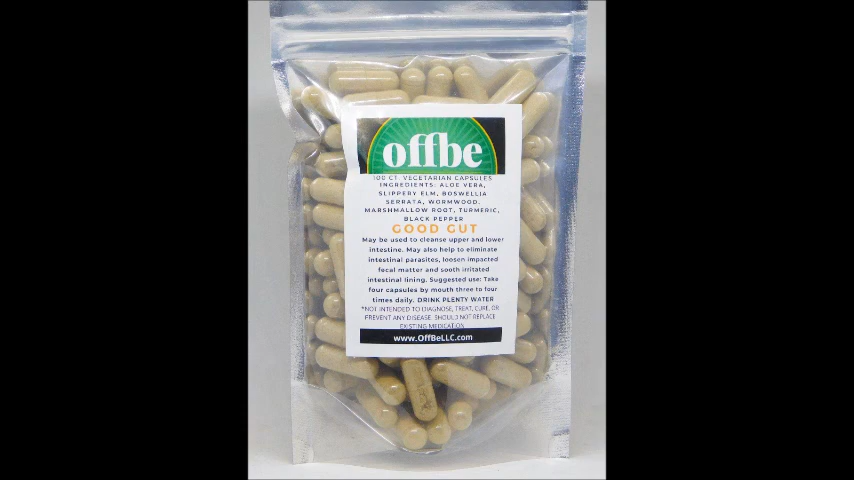 offbe
100 CT. VEGETARIAN CAPSULES
INGREDIENTS: ALOE VERA,
SLIPPERY ELM, BOSWELLIA
SERRATA, WORMWOOD.
MARSHMALLOW ROOT, TURMERIC,
BLACK PEPPER
GOOD GUT
May be used to cleanse upper and lower
intestine. May also help to eliminate
intestinal parasites, loosen impacted
fecal matter and sooth irritated
intestinal lining. Suggested use: Take
four capsules by mouth three to four
times daily. DRINK PLENTY WATER
*NOT INTENDED TO DIAGNOSE, TREAT, CURE, OR
PREVENT ANY DISEASE. SHOULD NOT REPLACE
EXISTING MEDICATION
www.OffBeLLC.com